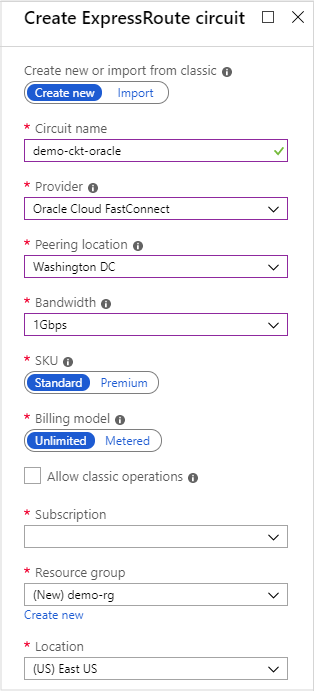 Create ExpressRoute circuit
Create new or import from classic
Create new Import
* Circuit name
demo-ckt-oracle
* Provider
Oracle Cloud FastConnect
* Peering location
Washington DC
* Bandwidth
1Gbps
* SKU
Standard Premium
* Billing model
Unlimited Metered
Allow classic operations
* Subscription
* Resource group
(New) demo-rg
Create new
* Location
(US) East US